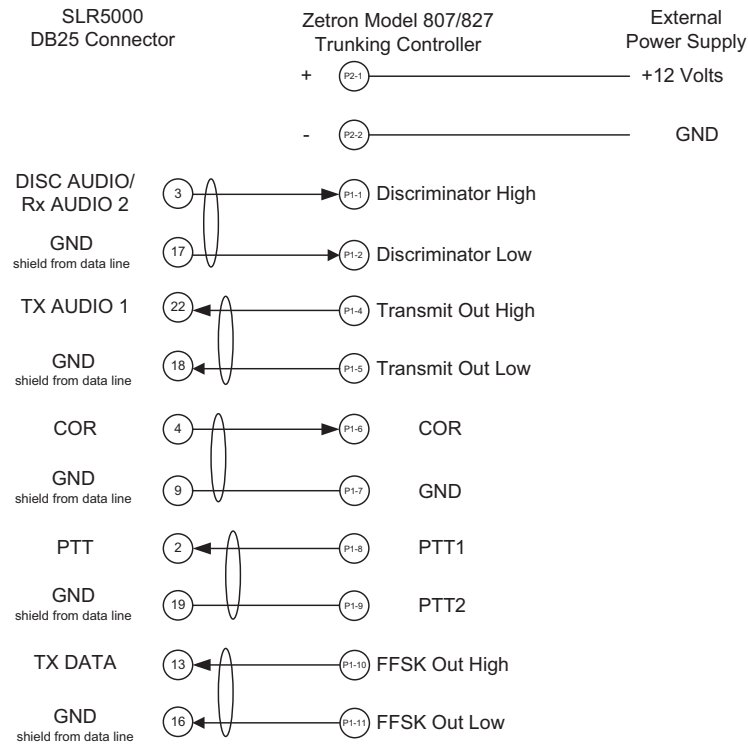 SLR5000
DB25 Connector
Zetron Model 807/827
Trunking Controller
External
Power Supply
+ P2-1 +12 Volts
- P2-2 GND
DISC AUDIO/
Rx AUDIO 2
3 P1-1 Discriminator High
GND
shield from data line
17 P1-2 Discriminator Low
TX AUDIO 1 22 P1-4 Transmit Out High
GND
shield from data line
18 P1-5 Transmit Out Low
COR 4 P1-6 COR
GND
shield from data line
9 P1-7 GND
PTT 2 P1-8 PTT1
GND
shield from data line
19 P1-9 PTT2
TX DATA 13 P1-10 FFSK Out High
GND
shield from data line
16 P1-11 FFSK Out Low